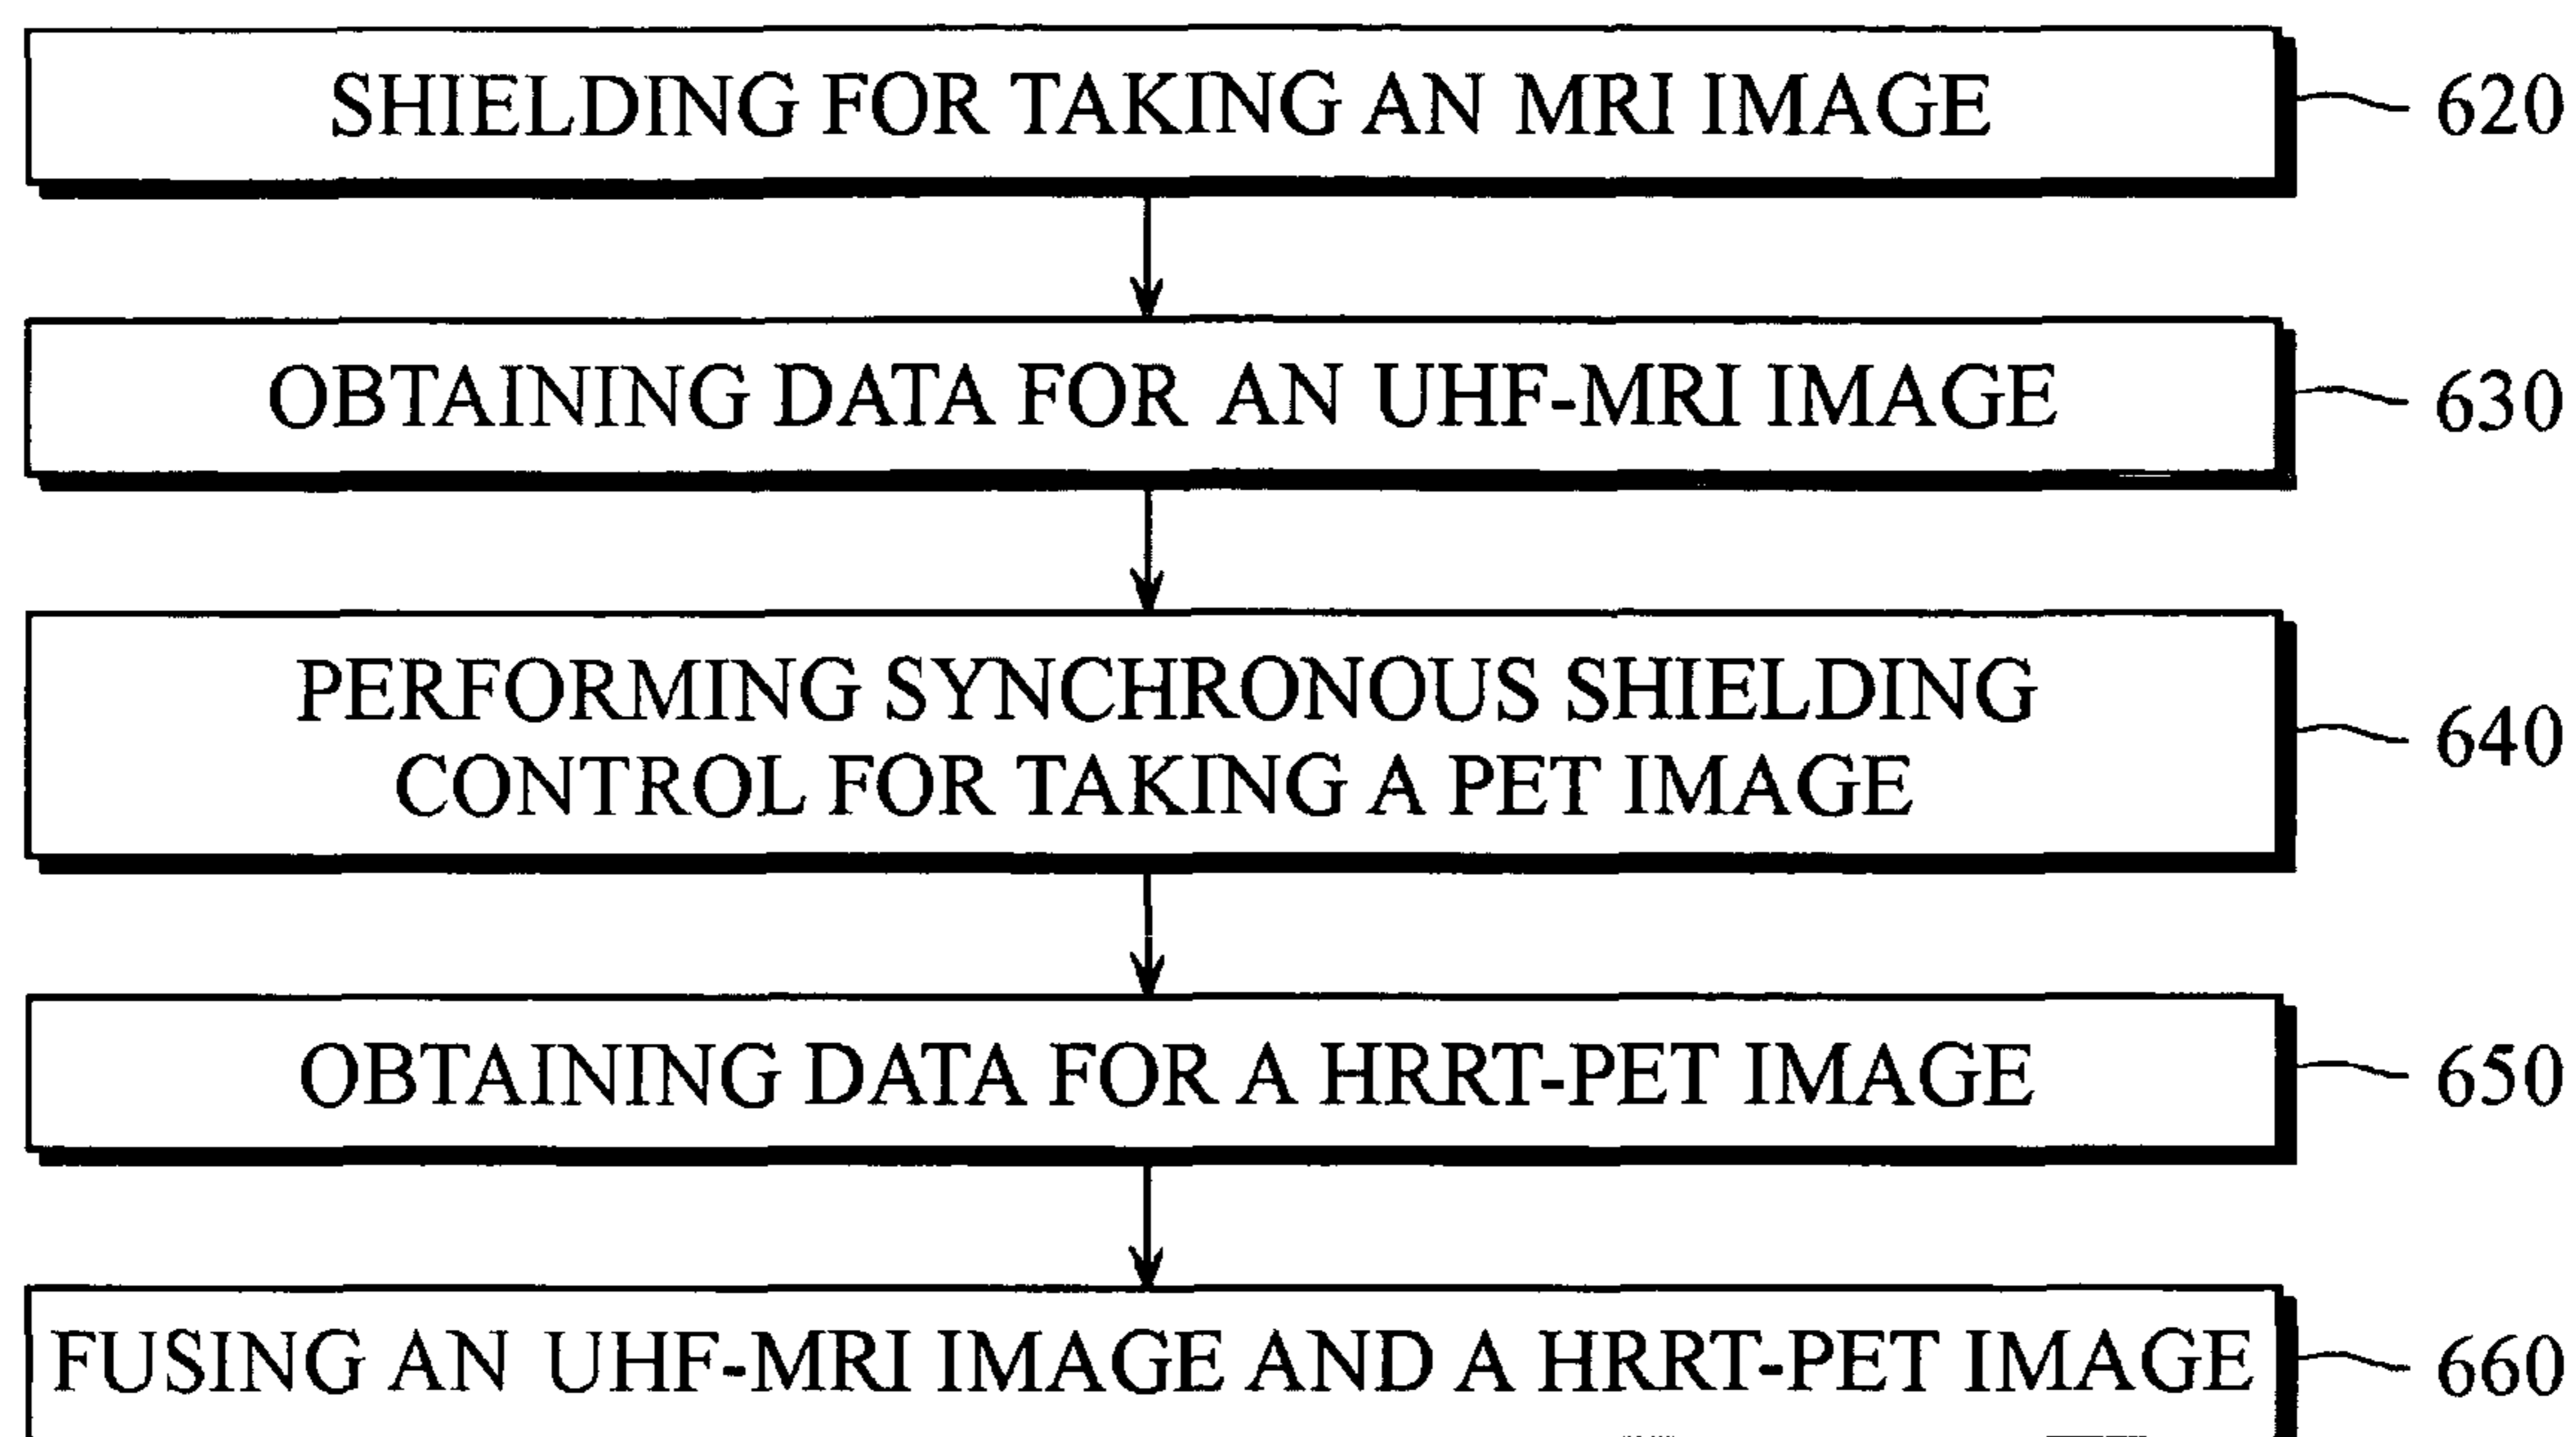 SHIELDING FOR TAKING AN MRI IMAGE
620
OBTAINING DATA FOR AN UHF-MRI IMAGE
630
PERFORMING SYNCHRONOUS SHIELDING
CONTROL FOR TAKING A PET IMAGE
640
OBTAINING DATA FOR A HRRT-PET IMAGE
650
FUSING AN UHF-MRI IMAGE AND A HRRT-PET IMAGE
660